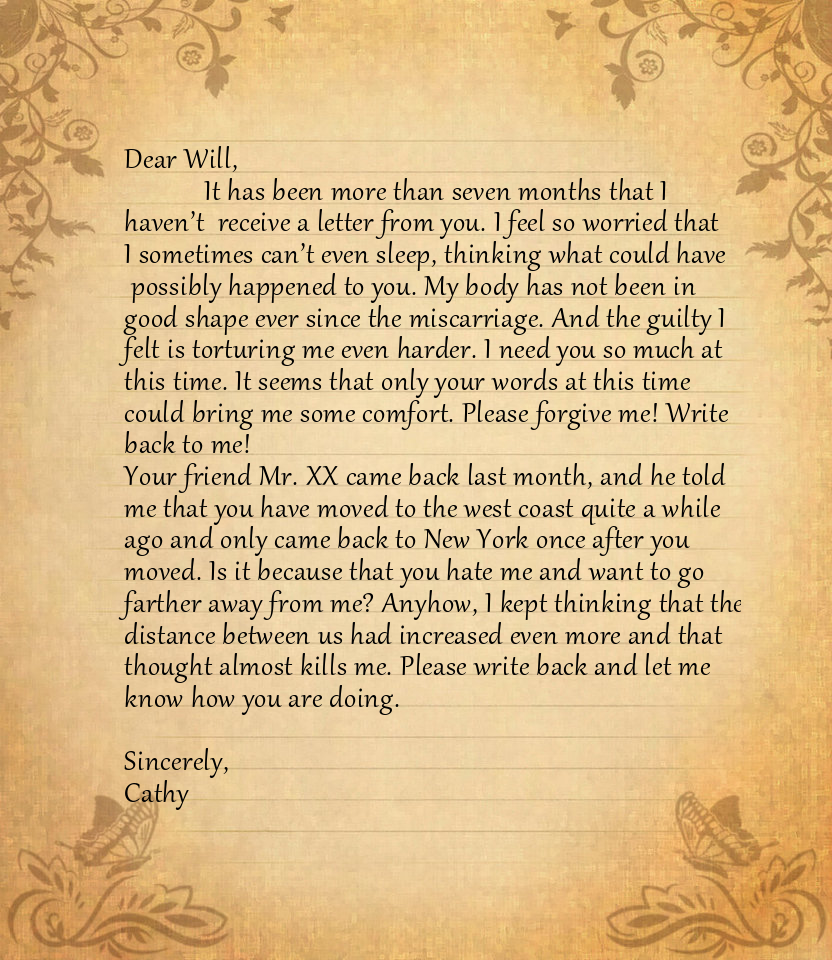 Dear Will,
It has been more than seven months that I
haven't  receive a letter from you. I feel so worried that
I sometimes can't even sleep, thinking what could have
possibly happened to you. My body has not been in
good shape ever since the miscarriage. And the guilty I
felt is torturing me even harder. I need you so much at
this time. It seems that only your words at this time
could bring me some comfort. Please forgive me! Write
back to me!
Your friend Mr. XX came back last month, and he told
me that you have moved to the west coast quite a while
ago and only came back to New York once after you
moved. Is it because that you hate me and want to go
farther away from me? Anyhow, I kept thinking that the
distance between us had increased even more and that
thought almost kills me. Please write back and let me
know how you are doing.
Sincerely,
Cathy